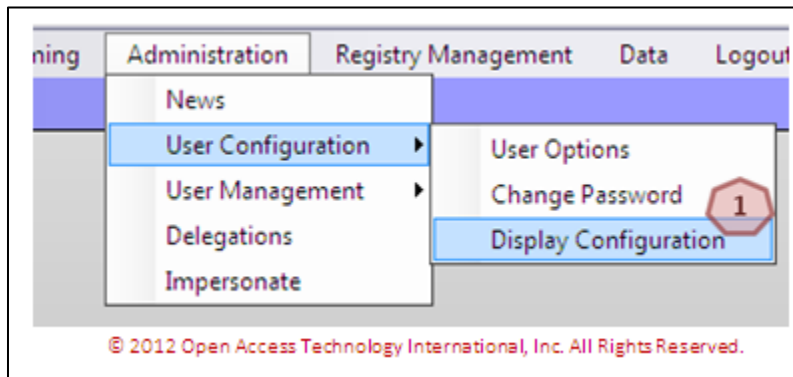 ning Administration Registry Management Data Logout
News
User Configuration User Options
User Management Change Password 1
Delegations Display Configuration
Impersonate
© 2012 Open Access Technology International, Inc. All Rights Reserved.